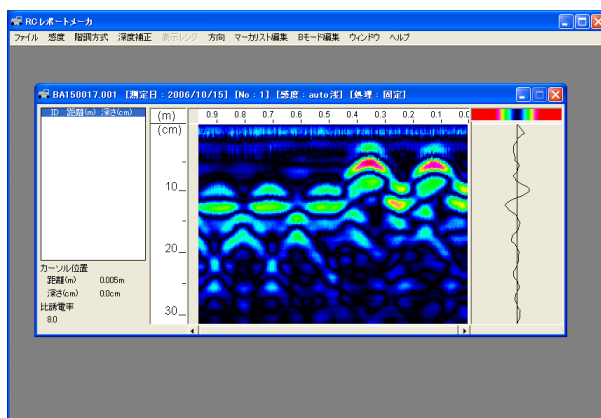 RCレポートメーカ
ファイル 感度 階調方式 深度補正 表示レンジ 方向 マーカリスト編集 Bモード編集 ウィンドウ ヘルプ
BA150017.001 [測定日：2006/10/15] [No：1] [感度：auto浅] [処理：固定]
ID 距離(m) 深さ(cm)
(m) 0.9 0.8 0.7 0.6 0.5 0.4 0.3 0.2 0.1 0.0
(cm)
10
20
30
カーソル位置
距離(m) 0.005m
深さ(cm) 0.0cm
比誘電率
8.0